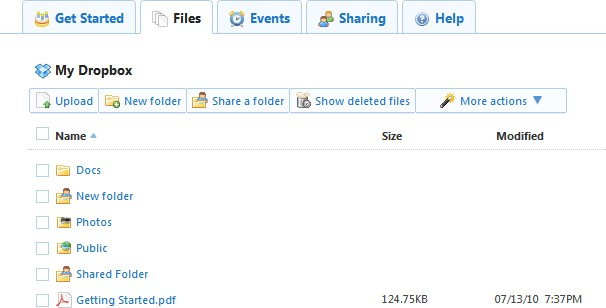 Get Started Files Events Sharing Help
My Dropbox
Upload New folder Share a folder Show deleted files More actions
Name Size Modified
Docs
New folder
Photos
Public
Shared Folder
Getting Started.pdf 124.75KB 07/13/10 7:37PM